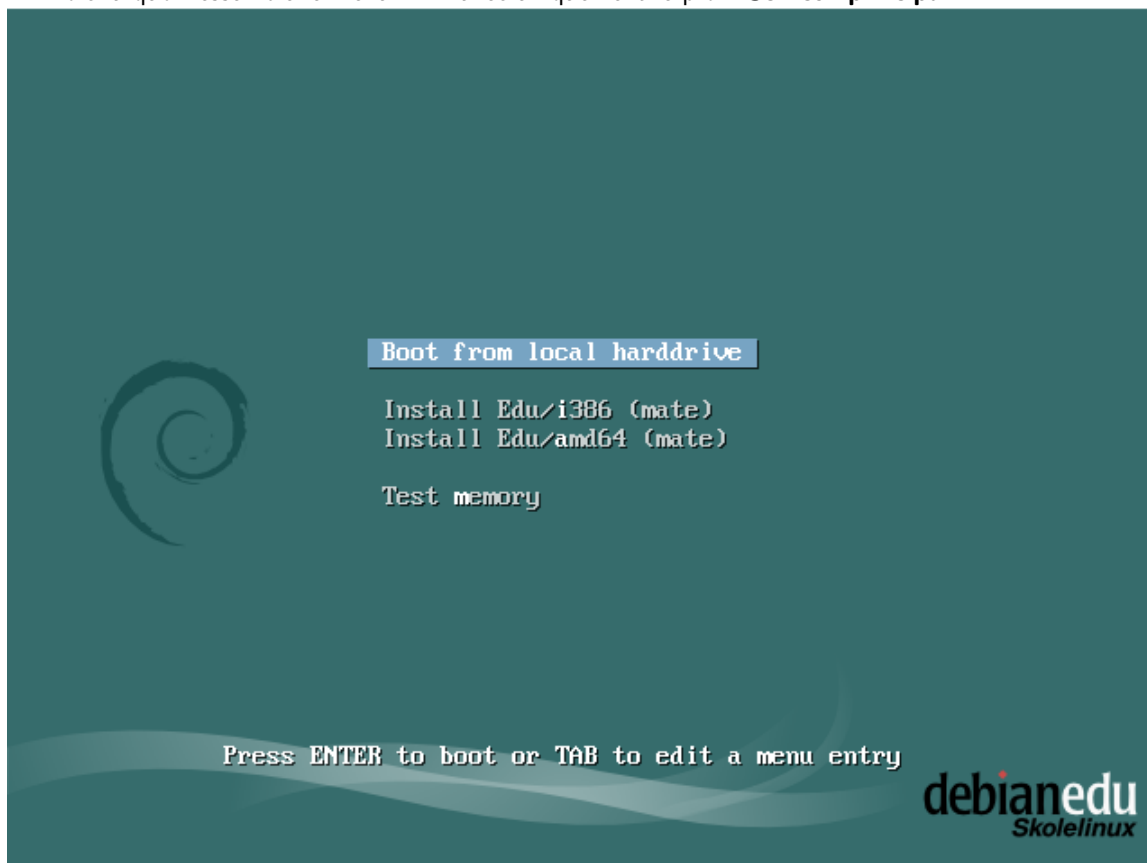 Boot from local harddrive
Install Edu/i386 (mate)
Install Edu/amd64 (mate)
Test memory
Press ENTER to boot or TAB to edit a menu entry
debianedu
Skolelinux